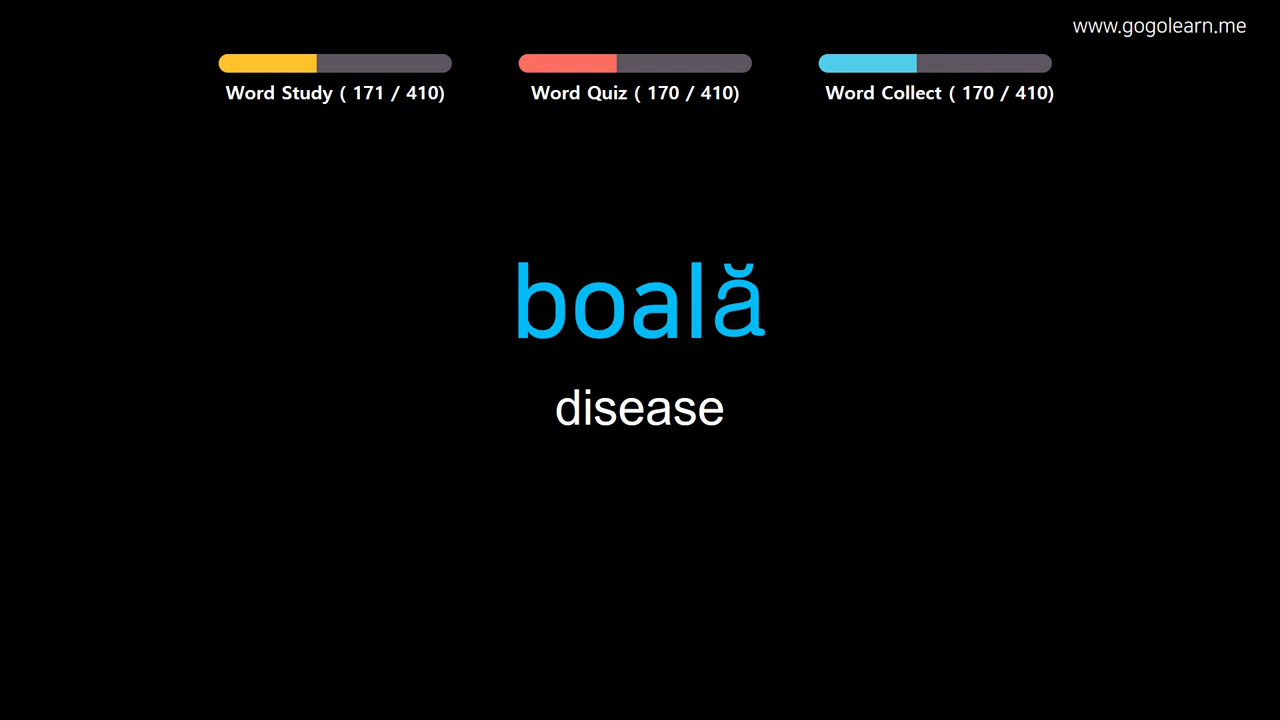 www.gogolearn.me
Word Study ( 171 / 410)
Word Quiz ( 170 / 410)
Word Collect ( 170 / 410)
boală
disease